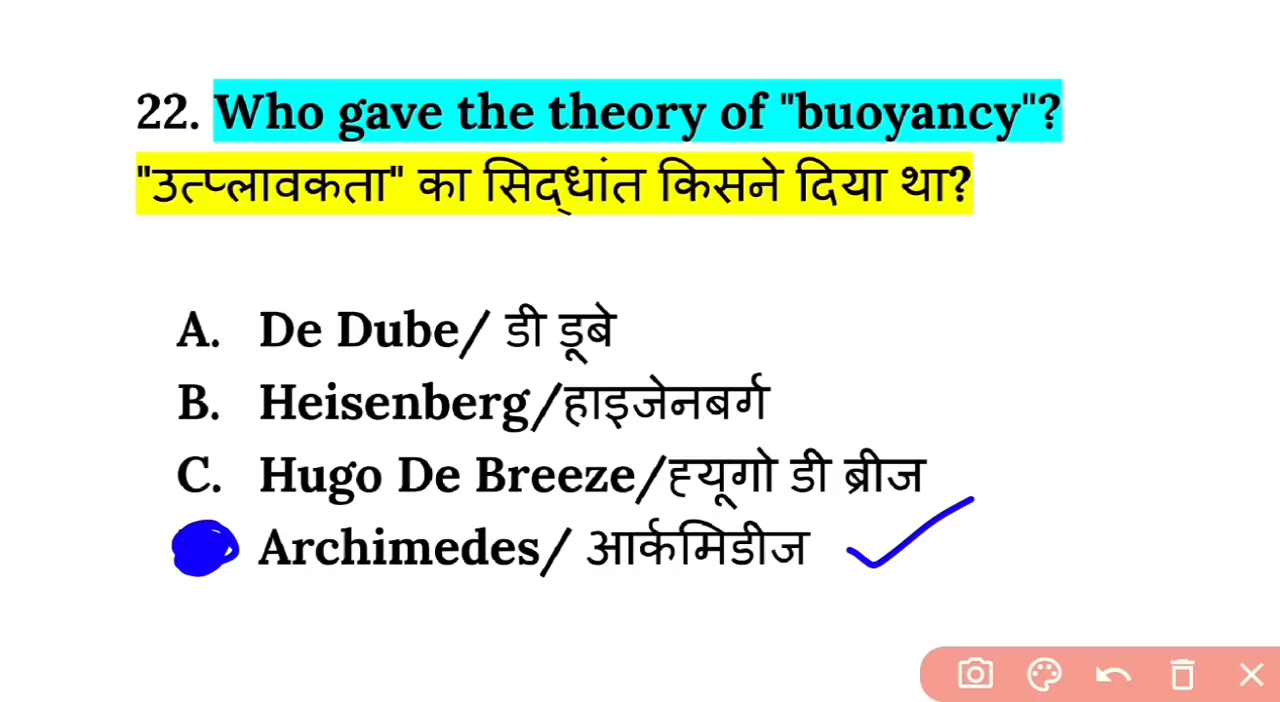 22. Who gave the theory of "buoyancy"?
"उत्प्लावकता" का सिद्धांत किसने दिया था?
A. De Dube/ डी डूबे
B. Heisenberg/हाइजेनबर्ग
C. Hugo De Breeze/ह्यूगो डी ब्रीज
Archimedes/ आर्कमिडीज